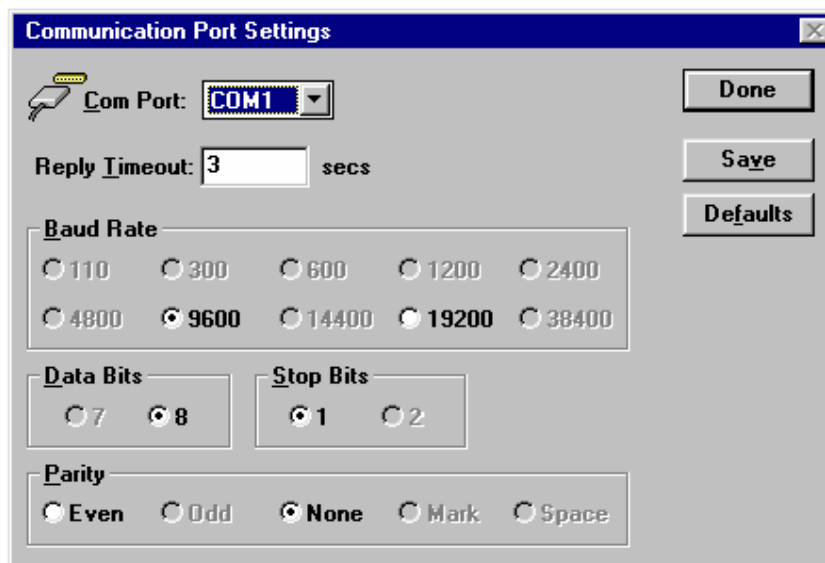 Communication Port Settings
Com Port: COM1
Done
Reply Timeout: 3 secs
Save
Defaults
Baud Rate
110 300 600 1200 2400
4800 9600 14400 19200 38400
Data Bits Stop Bits
7 8 1 2
Parity
Even Odd None Mark Space